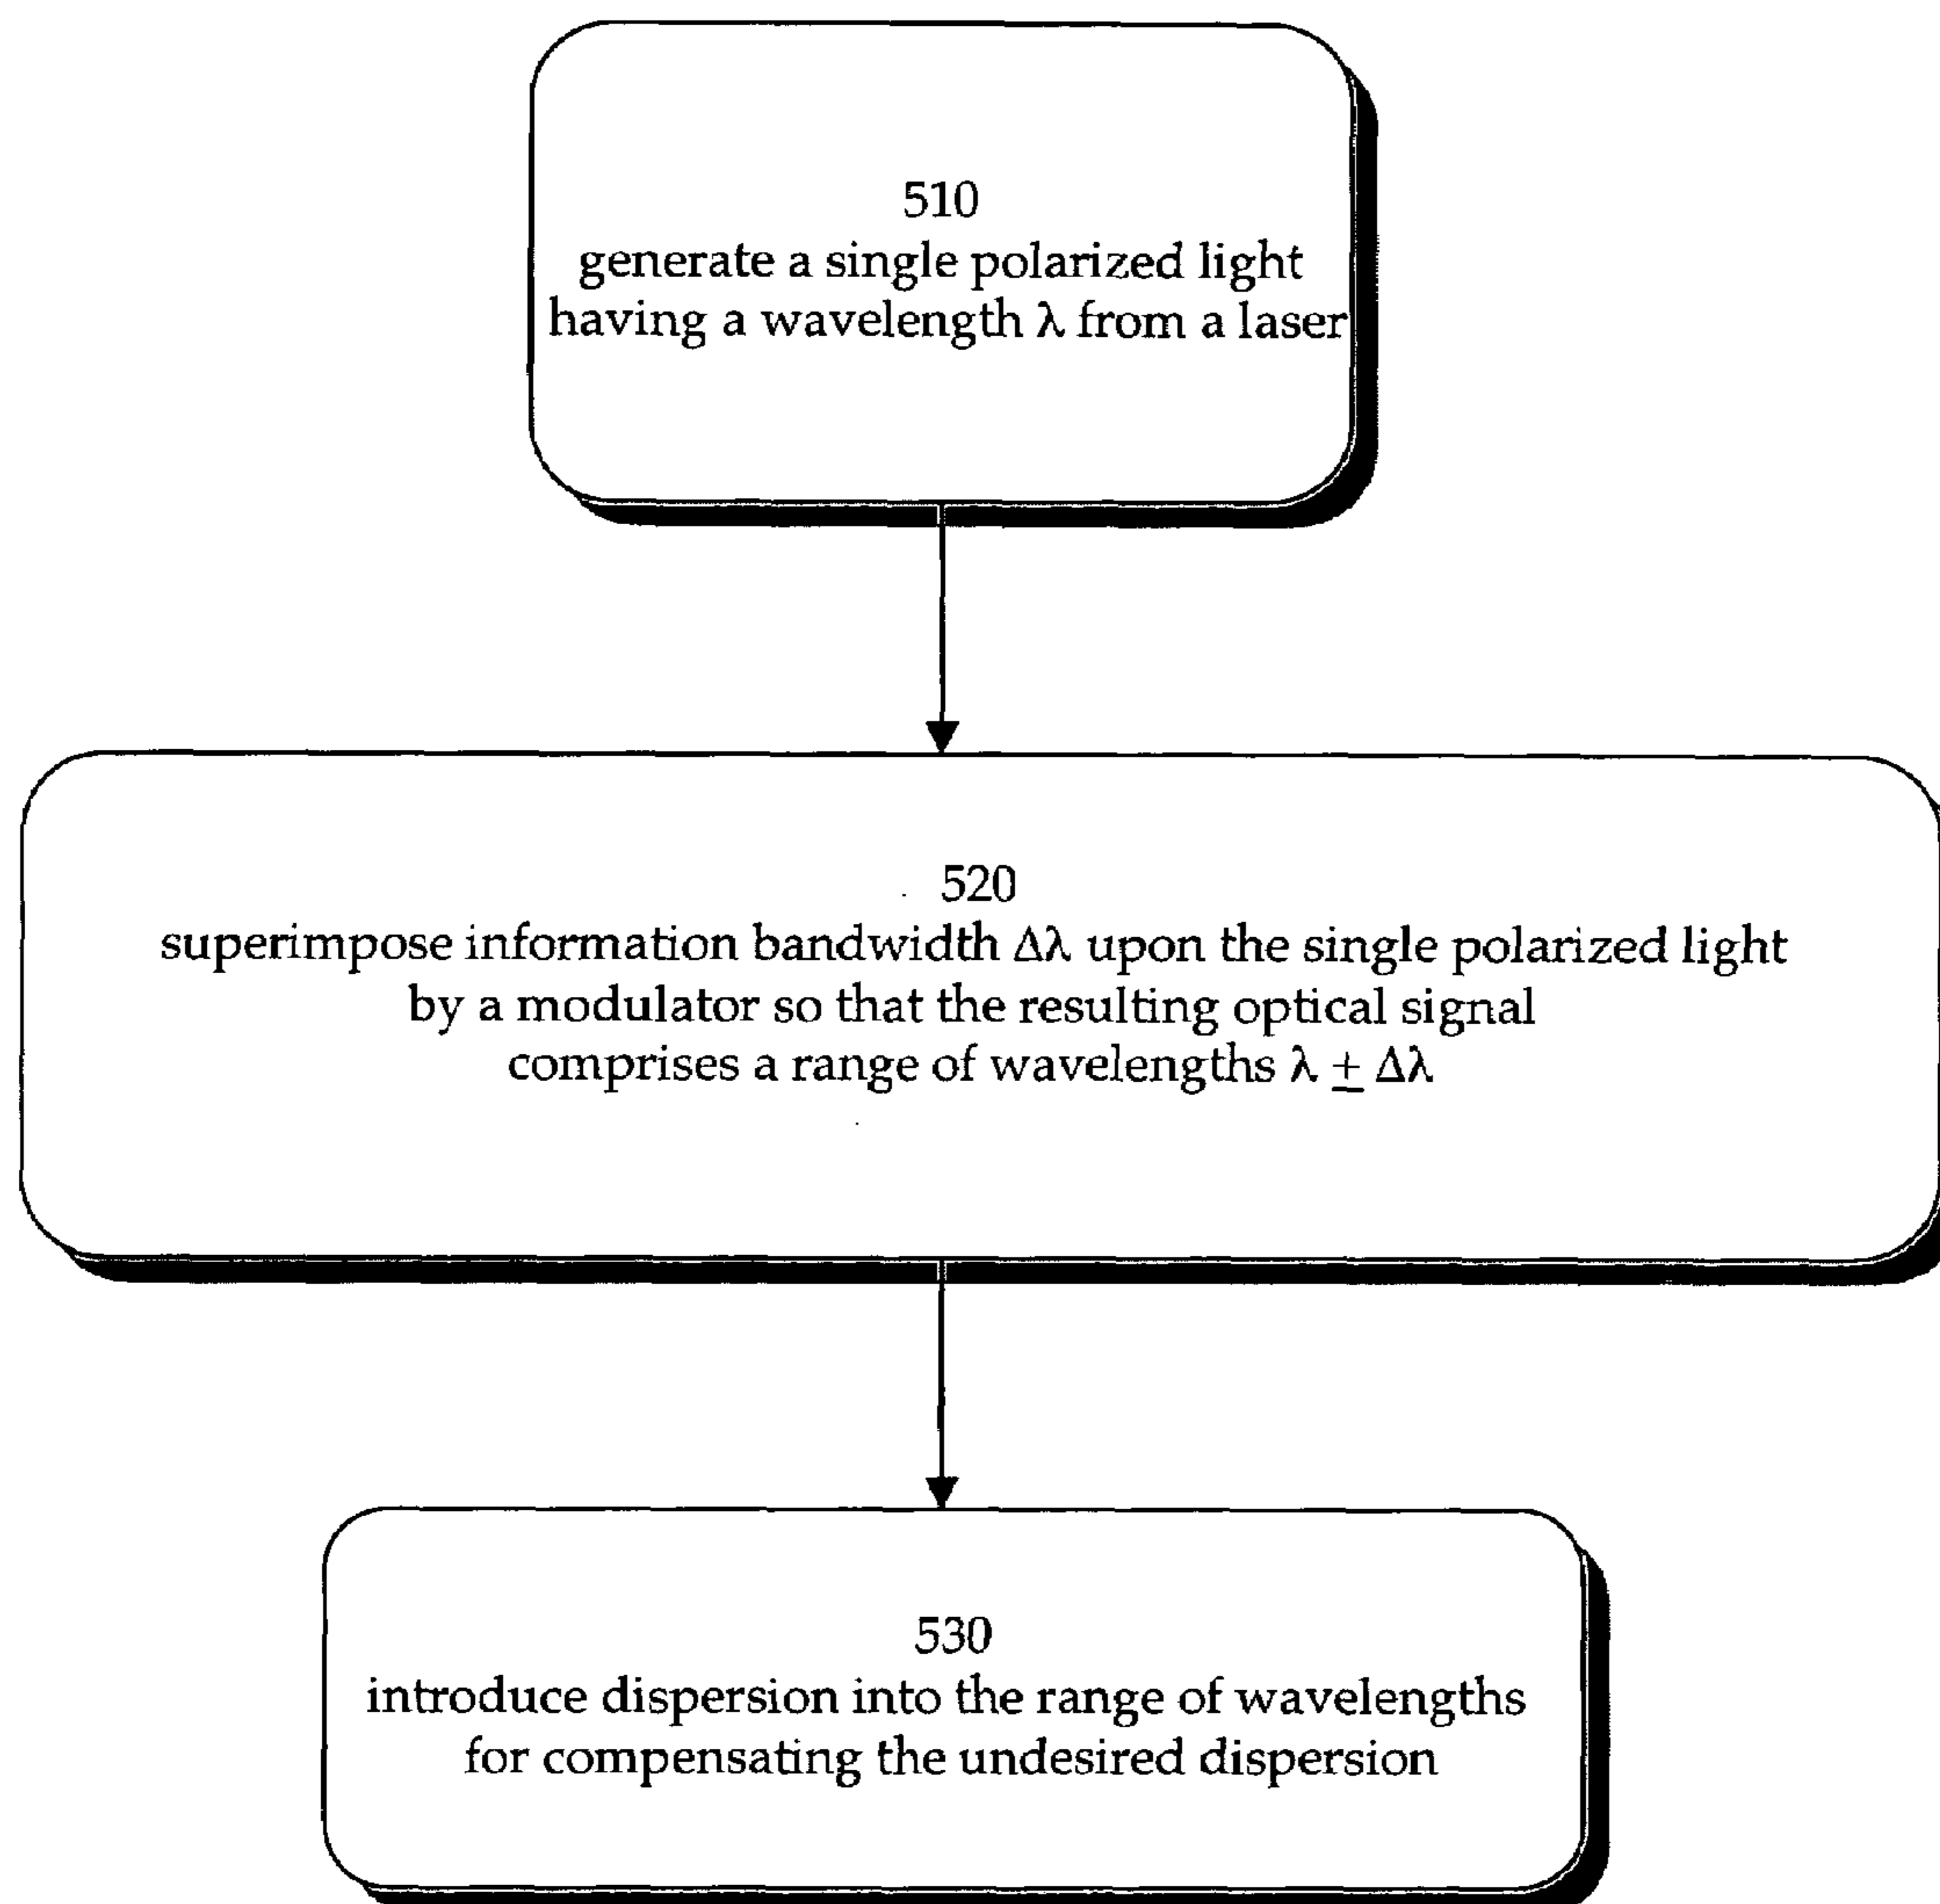 510
generate a single polarized light
having a wavelength λ from a laser
520
superimpose information bandwidth Δλ upon the single polarized light
by a modulator so that the resulting optical signal
comprises a range of wavelengths λ ± Δλ
530
introduce dispersion into the range of wavelengths
for compensating the undesired dispersion